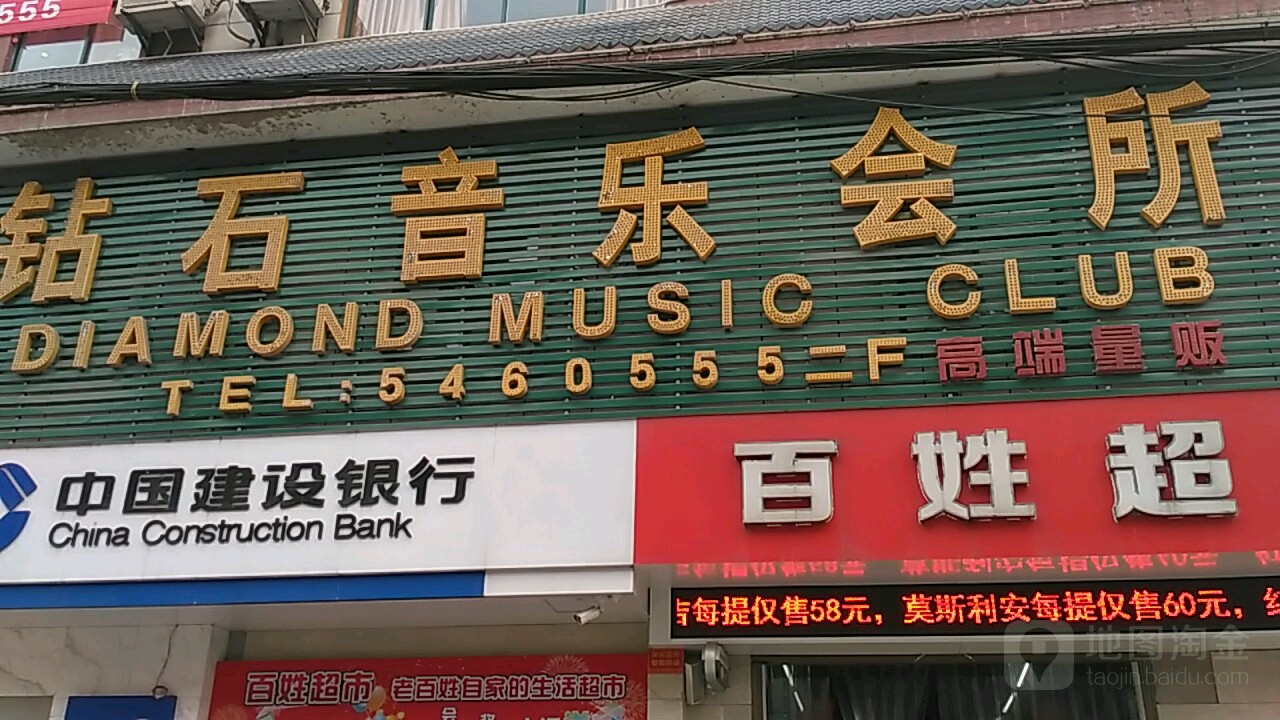 555
钻石音乐会所
DIAMOND MUSIC CLUB
TEL:5460555二F 高端量贩
中国建设银行
China Construction Bank
百姓超
每提仅售58元，莫斯利安每提仅售60元，
百姓超市 老百姓自家的生活超市
地图淘金
taojin.baidu.com